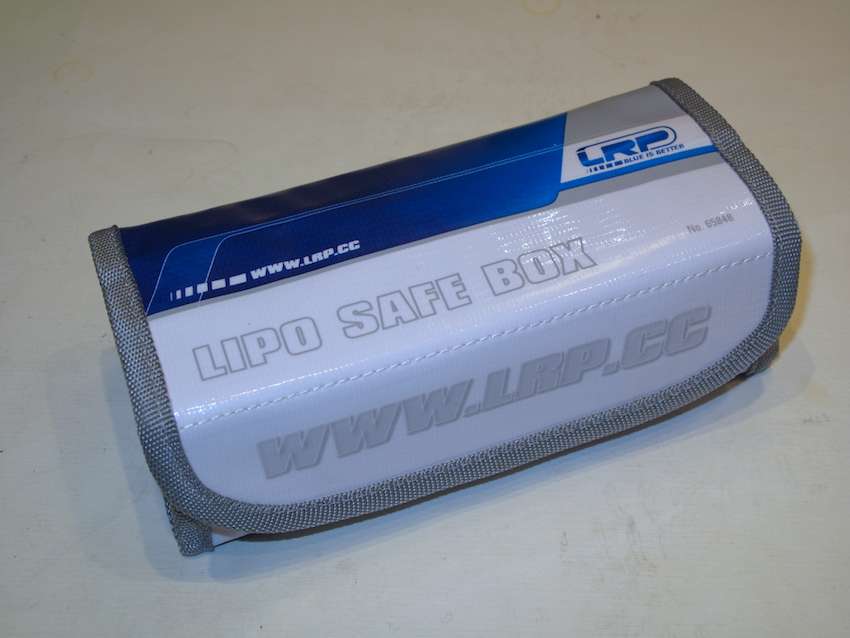 LRP
BLUE IS BETTER
No. 65848
WWW.LRP.CC
LIPO SAFE BOX
WWW.LRP.CC